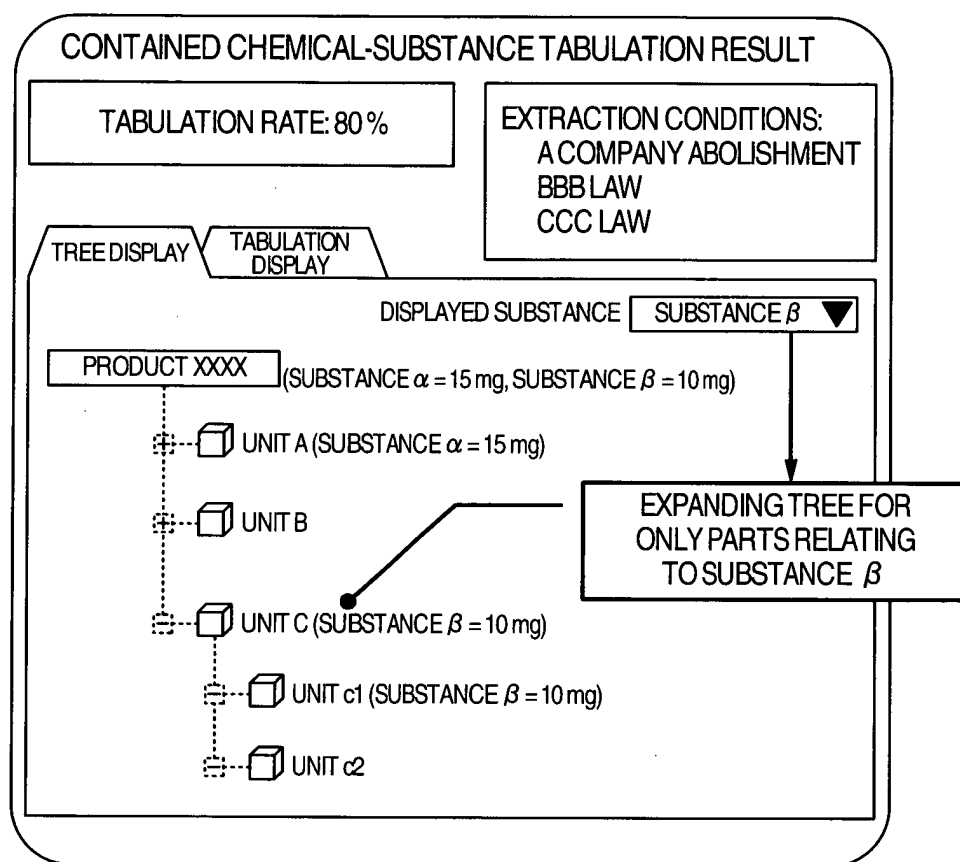 CONTAINED CHEMICAL-SUBSTANCE TABULATION RESULT
TABULATION RATE: 80 %
EXTRACTION CONDITIONS:
A COMPANY ABOLISHMENT
BBB LAW
CCC LAW
TREE DISPLAY
TABULATION
DISPLAY
DISPLAYED SUBSTANCE
SUBSTANCE β
PRODUCT XXXX
(SUBSTANCE α = 15 mg, SUBSTANCE β = 10 mg)
UNIT A (SUBSTANCE α = 15 mg)
UNIT B
EXPANDING TREE FOR
ONLY PARTS RELATING
TO SUBSTANCE β
UNIT C (SUBSTANCE β = 10 mg)
UNIT c1 (SUBSTANCE β = 10 mg)
UNIT c2